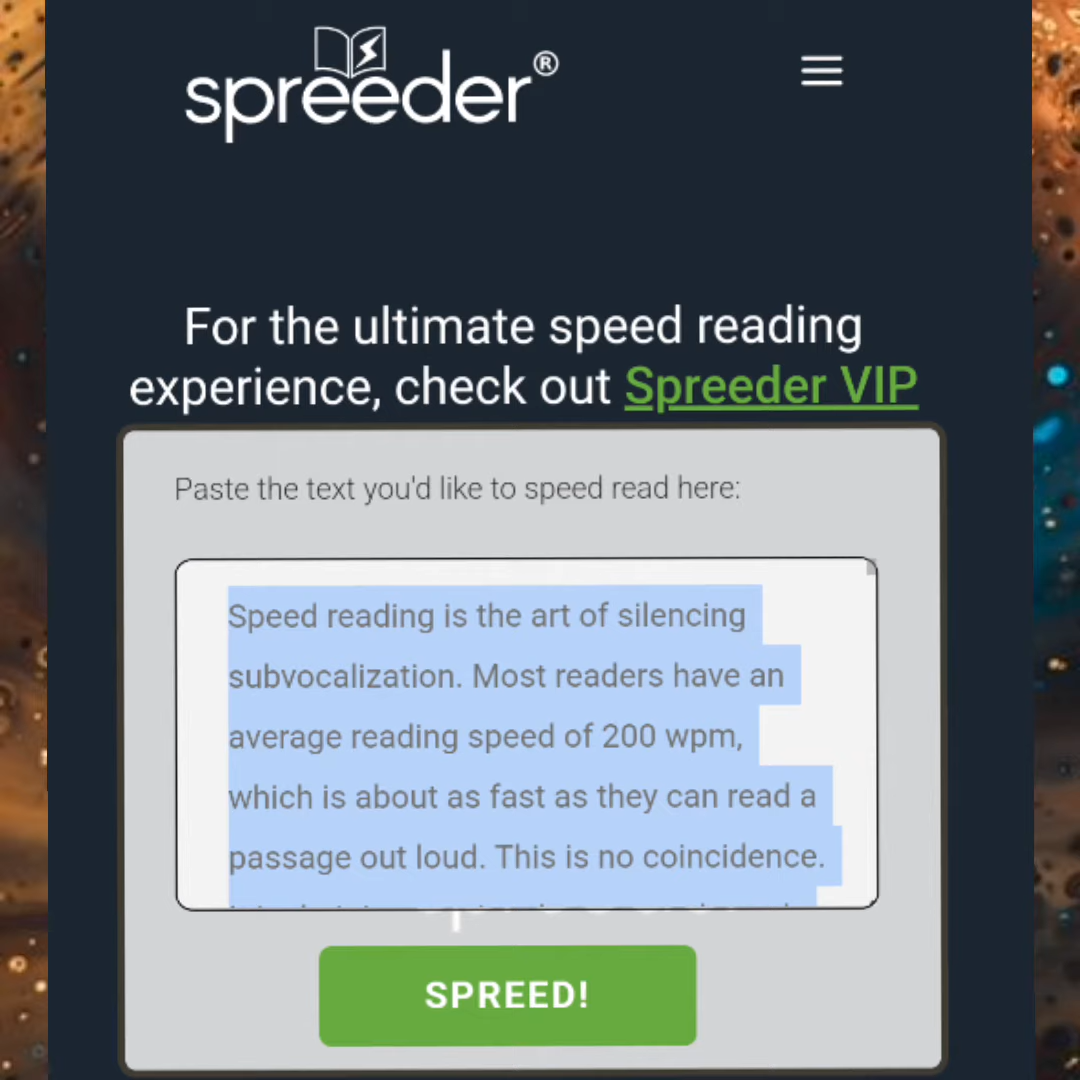 spreeder®
For the ultimate speed reading
experience, check out Spreeder VIP
Paste the text you'd like to speed read here:
Speed reading is the art of silencing
subvocalization. Most readers have an
average reading speed of 200 wpm,
which is about as fast as they can read a
passage out loud. This is no coincidence.
SPREED!